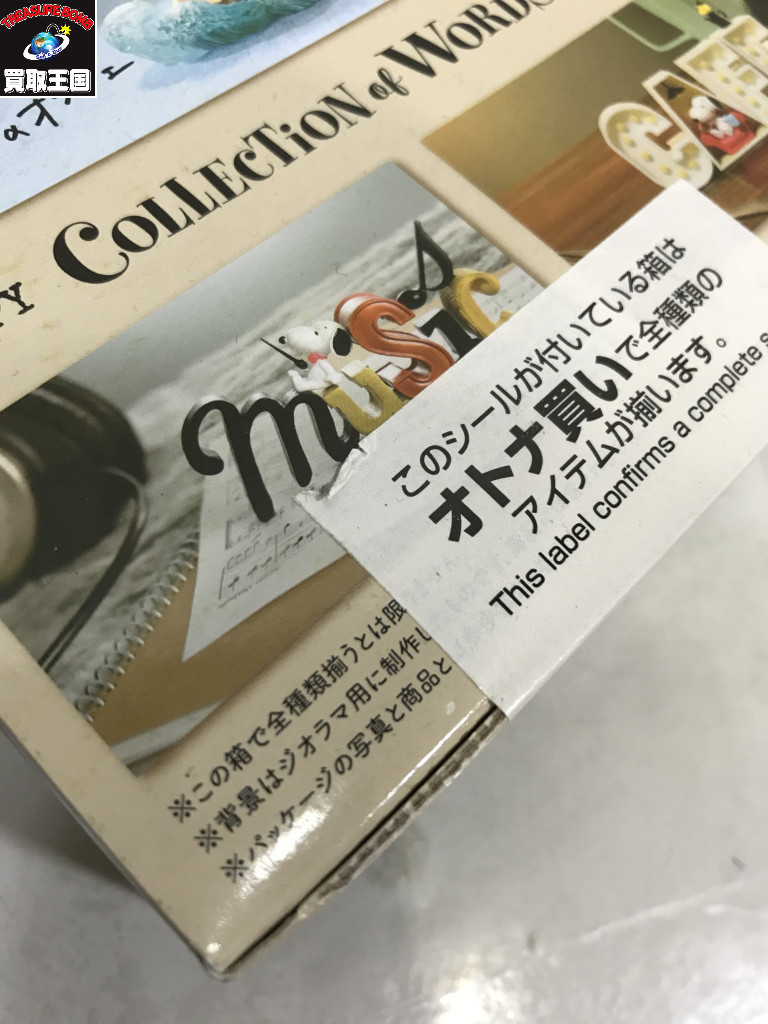 TREASURE BOMB
買取王国
COLLECTION of WORDS
CAFE
music
このシールが付いている箱は
オトナ買いで全種類の
アイテムが揃います。
This label confirms a complete s
※この箱で全種類揃うとは限
※背景はジオラマ用に制作し
※パッケージの写真と商品と